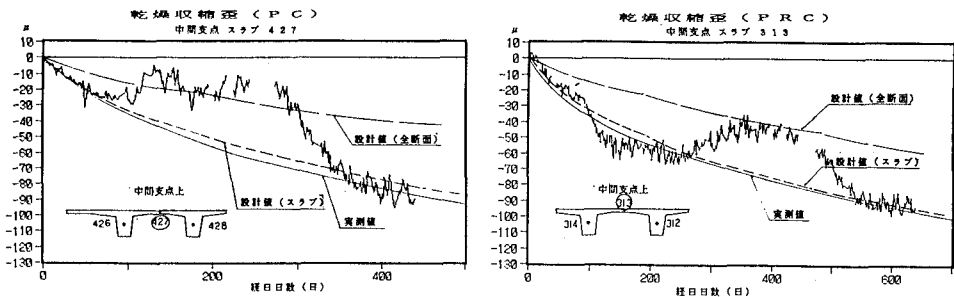 乾燥収縮歪（PC）
中間支点 スラブ 427
μ
10
0
-10
-20
-30
-40
-50
-60
-70
-80
-90
-100
-110
-120
-130
設計値(全断面)
中間支点上
426
427
428
設計値(スラブ)
実測値
0
200
400
経日日数（日）
乾燥収縮歪（PRC）
中間支点 スラブ 313
μ
10
0
-10
-20
-30
-40
-50
-60
-70
-80
-90
-100
-110
-120
-130
設計値(全断面)
設計値(スラブ)
中間支点上
313
314
312
実測値
0
200
400
600
経日日数（日）